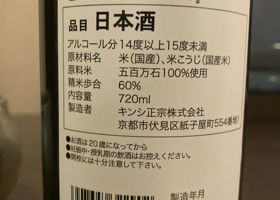 品目 日本酒
アルコール分 14度以上15度未満
原材料名 米(国産)、米こうじ(国産米)
原料米 五百万石100%使用
精米歩合 60%
内容量 720ml
製造者 キンシ正宗株式会社
京都市伏見区紙子屋町554番地1
●お酒は20歳になってから
●妊娠中・授乳期の飲酒はお控えください。
●開栓には十分注意して下さい。
製造年月